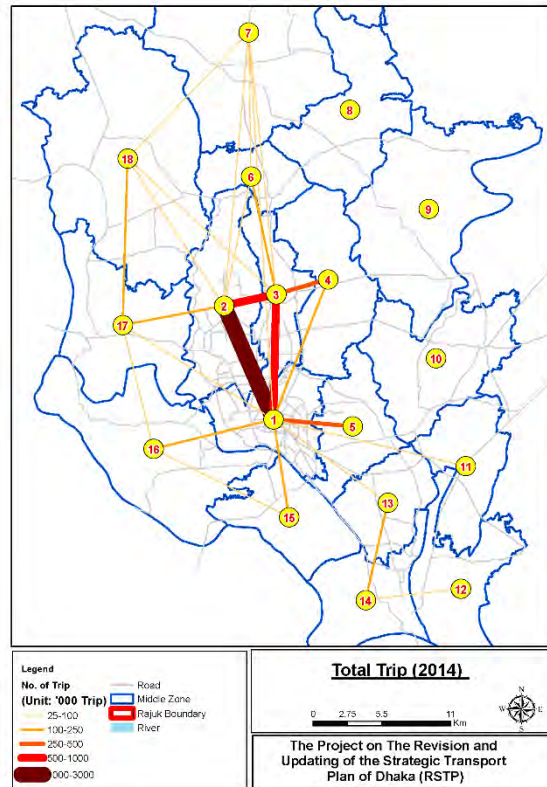 7
8
18
6
9
3
4
2
17
10
1
5
16
11
13
15
12
14
Legend
No. of Trip
(Unit: '000 Trip)
25-100
100-250
250-500
500-1000
000-3000
Road
Middle Zone
Rajuk Boundary
River
Total Trip (2014)
0 2.75 5.5 11
Km
N
W E
S
The Project on The Revision and
Updating of the Strategic Transport
Plan of Dhaka (RSTP)